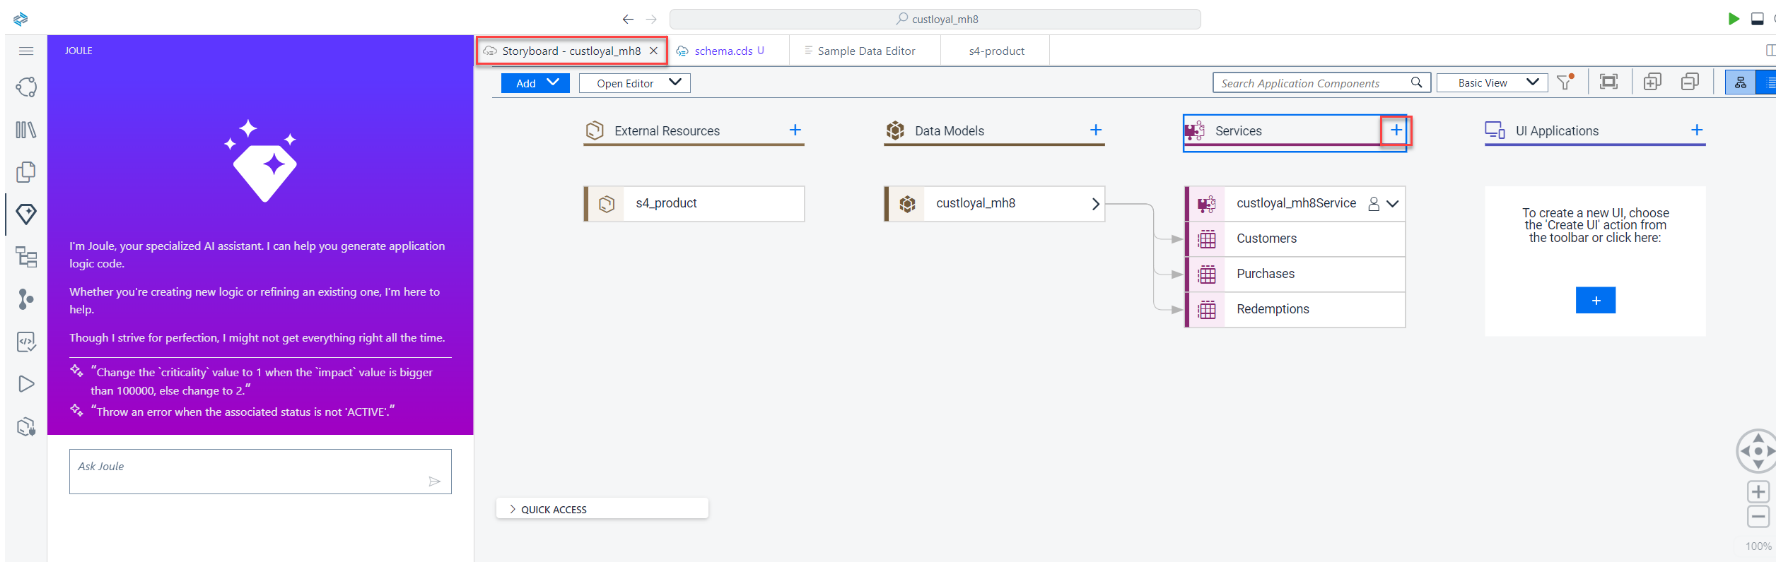 custloyal_mh8
JOULE
Storyboard - custloyal_mh8
schema.cds U
Sample Data Editor
s4-product
Add
Open Editor
Search Application Components
Basic View
External Resources
Data Models
Services
UI Applications
s4_product
custloyal_mh8
custloyal_mh8Service
Customers
Purchases
Redemptions
To create a new UI, choose
the 'Create UI' action from
the toolbar or click here:
I'm Joule, your specialized AI assistant. I can help you generate application
logic code.
Whether you're creating new logic or refining an existing one, I'm here to
help.
Though I strive for perfection, I might not get everything right all the time.
"Change the `criticality` value to 1 when the `impact` value is bigger
than 100000, else change to 2."
"Throw an error when the associated status is not 'ACTIVE'."
Ask Joule
QUICK ACCESS
100%